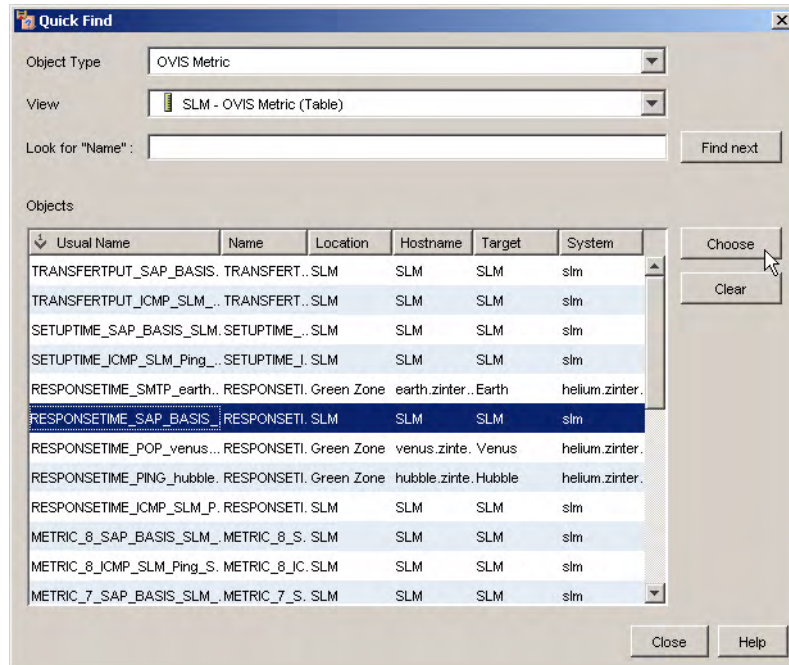 Quick Find
Object Type OVIS Metric
View SLM - OVIS Metric (Table)
Look for "Name" : Find next
Objects
1 Usual Name Name Location Hostname Target System Choose
TRANSFERTPUT_SAP_BASIS. TRANSFERT.. SLM SLM SLM slm
Clear
TRANSFERTPUT_ICMP_SLM_.. TRANSFERT.. SLM SLM SLM slm
SETUPTIME_SAP_BASIS_SLM. SETUPTIME_.. SLM SLM SLM slm
SETUPTIME_ICMP_SLM_Ping_.. SETUPTIME_I. SLM SLM SLM slm
RESPONSETIME_SMTP_earth.. RESPONSETI. Green Zone earth.zinter.. Earth helium.zinter.
RESPONSETIME_SAP_BASIS_ RESPONSETI. SLM SLM SLM slm
RESPONSETIME_POP_venus... RESPONSETI. Green Zone venus.zinte. Venus helium.zinter.
RESPONSETIME_PING_hubble. RESPONSETI. Green Zone hubble.zinte. Hubble helium.zinter.
RESPONSETIME_ICMP_SLM_P. RESPONSETI. SLM SLM SLM slm
METRIC_8_SAP_BASIS_SLM_. METRIC_8_S. SLM SLM SLM slm
METRIC_8_ICMP_SLM_Ping_S. METRIC_8_IC. SLM SLM SLM slm
METRIC_7_SAP_BASIS_SLM_. METRIC_7_S. SLM SLM SLM slm
Close Help